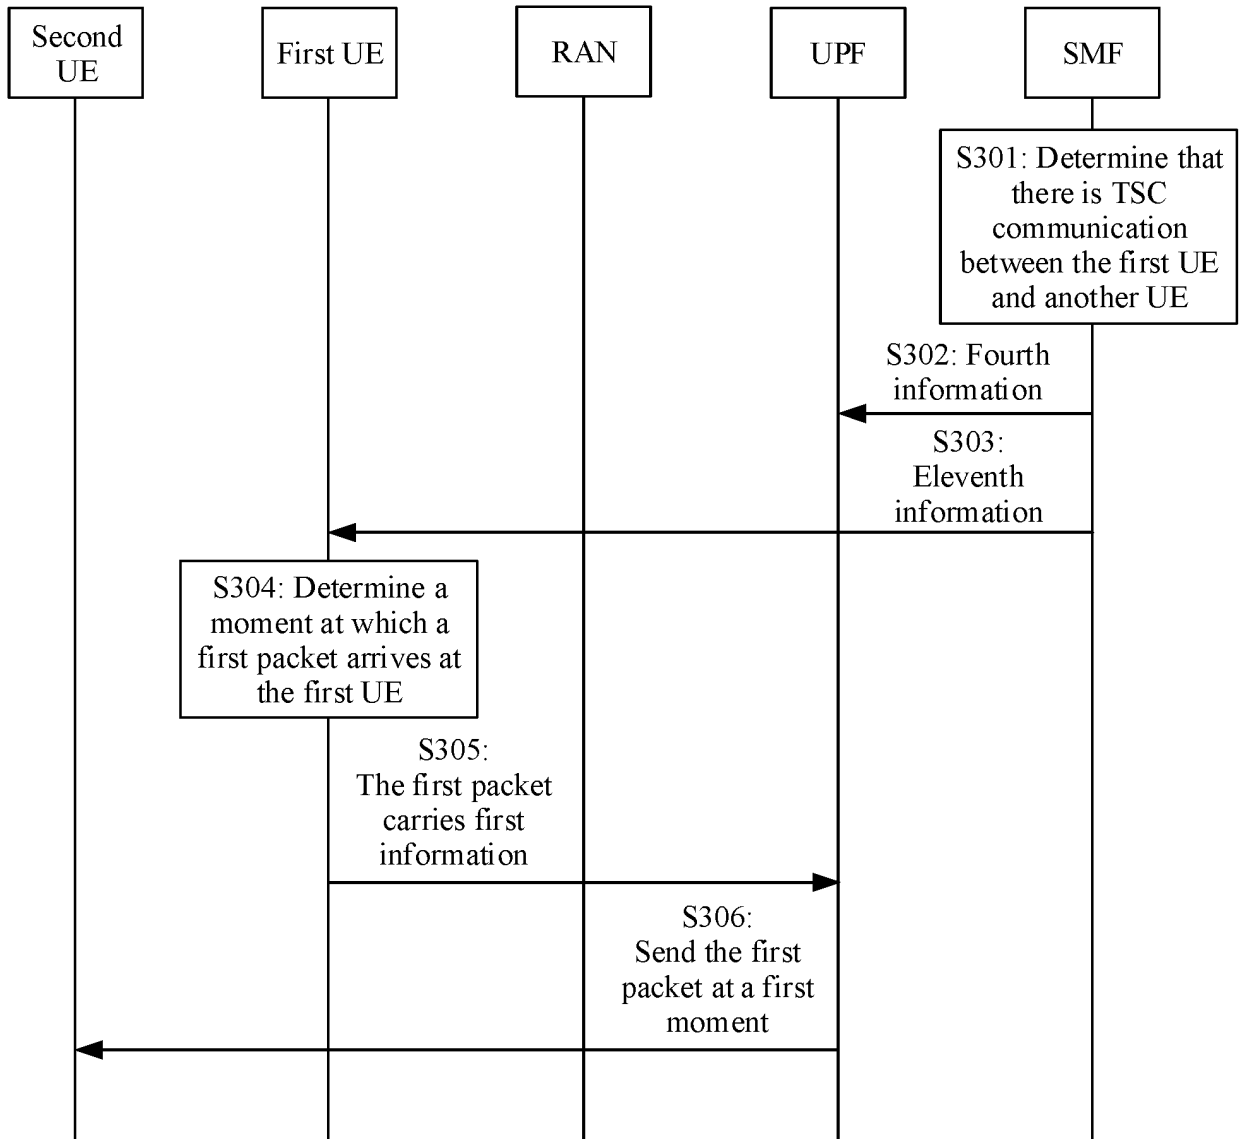 Second
UE
First UE
RAN
UPF
SMF
S301: Determine that
there is TSC
communication
between the first UE
and another UE
S302: Fourth
information
S303:
Eleventh
information
S304: Determine a
moment at which a
first packet arrives at
the first UE
S305:
The first packet
carries first
information
S306:
Send the first
packet at a first
moment